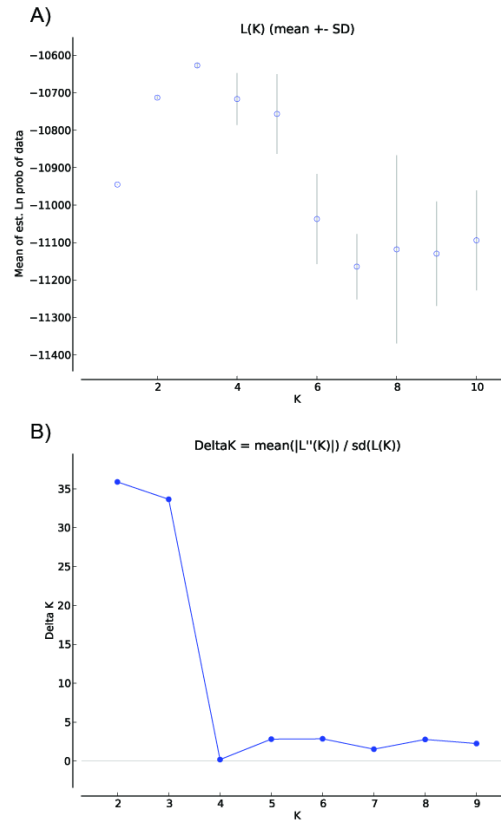 A)
L(K) (mean +- SD)
Mean of est. Ln prob of data
−10600
−10700
−10800
−10900
−11000
−11100
−11200
−11300
−11400
2 4 6 8 10
K
B)
DeltaK = mean(|L''(K)|) / sd(L(K))
Delta K
35
30
25
20
15
10
5
0
2 3 4 5 6 7 8 9
K